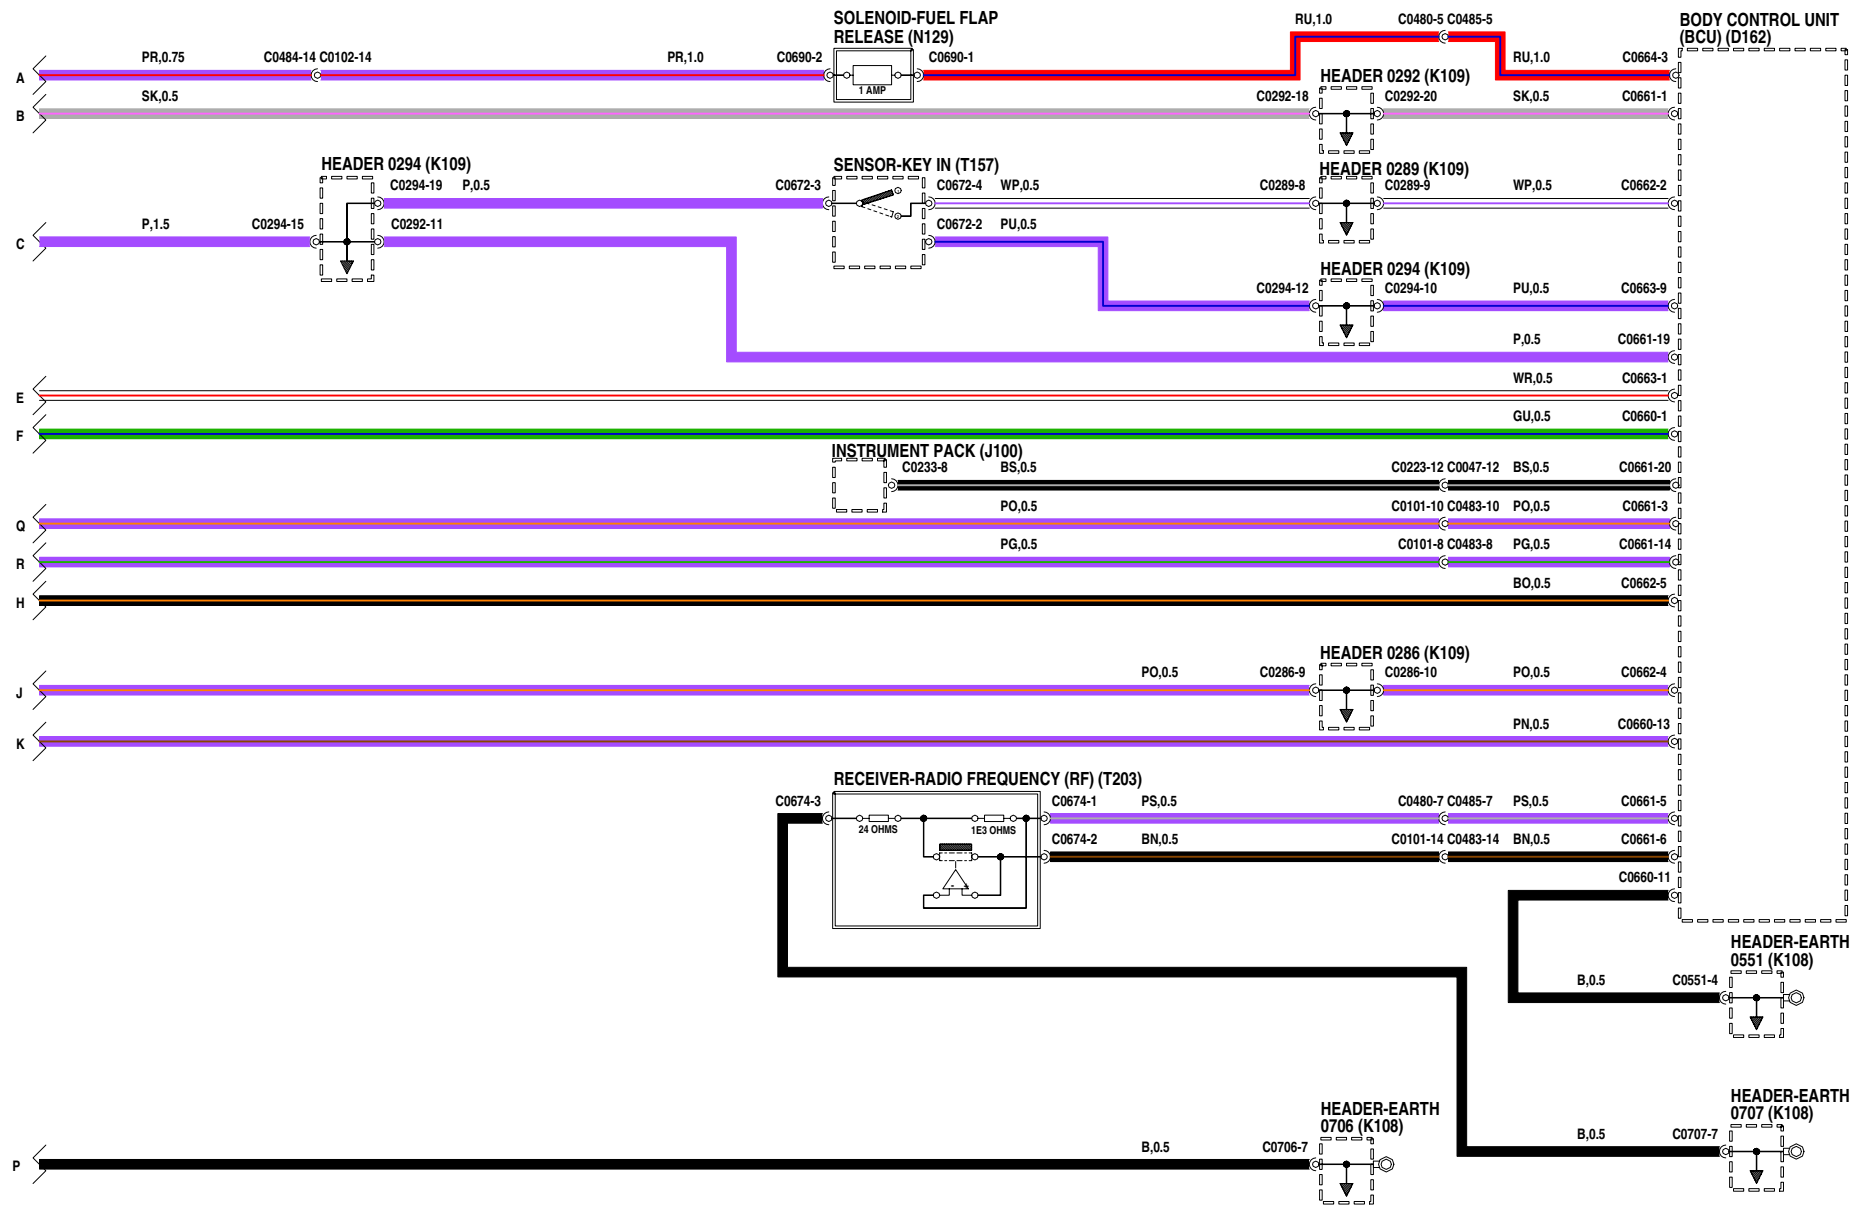 SOLENOID-FUEL FLAP
RELEASE (N129)
RU,1.0
C0480-5 C0485-5
BODY CONTROL UNIT
(BCU) (D162)
A
PR,0.75
C0484-14 C0102-14
PR,1.0
C0690-2
1 AMP
C0690-1
RU,1.0
C0664-3
HEADER 0292 (K109)
B
SK,0.5
C0292-18
C0292-20
SK,0.5
C0661-1
HEADER 0294 (K109)
SENSOR-KEY IN (T157)
HEADER 0289 (K109)
C0294-19
P,0.5
C0672-3
C0672-4
WP,0.5
C0289-8
C0289-9
WP,0.5
C0662-2
C
P,1.5
C0294-15
C0292-11
C0672-2
PU,0.5
HEADER 0294 (K109)
C0294-12
C0294-10
PU,0.5
C0663-9
P,0.5
C0661-19
E
WR,0.5
C0663-1
F
GU,0.5
C0660-1
INSTRUMENT PACK (J100)
C0233-8
BS,0.5
C0223-12 C0047-12
BS,0.5
C0661-20
Q
PO,0.5
C0101-10 C0483-10
PO,0.5
C0661-3
R
PG,0.5
C0101-8 C0483-8
PG,0.5
C0661-14
H
BO,0.5
C0662-5
HEADER 0286 (K109)
J
PO,0.5
C0286-9
C0286-10
PO,0.5
C0662-4
K
PN,0.5
C0660-13
RECEIVER-RADIO FREQUENCY (RF) (T203)
C0674-3
24 OHMS
1E3 OHMS
C0674-1
PS,0.5
C0480-7 C0485-7
PS,0.5
C0661-5
C0674-2
BN,0.5
C0101-14 C0483-14
BN,0.5
C0661-6
C0660-11
HEADER-EARTH
0551 (K108)
B,0.5
C0551-4
HEADER-EARTH
0706 (K108)
HEADER-EARTH
0707 (K108)
P
B,0.5
C0706-7
B,0.5
C0707-7